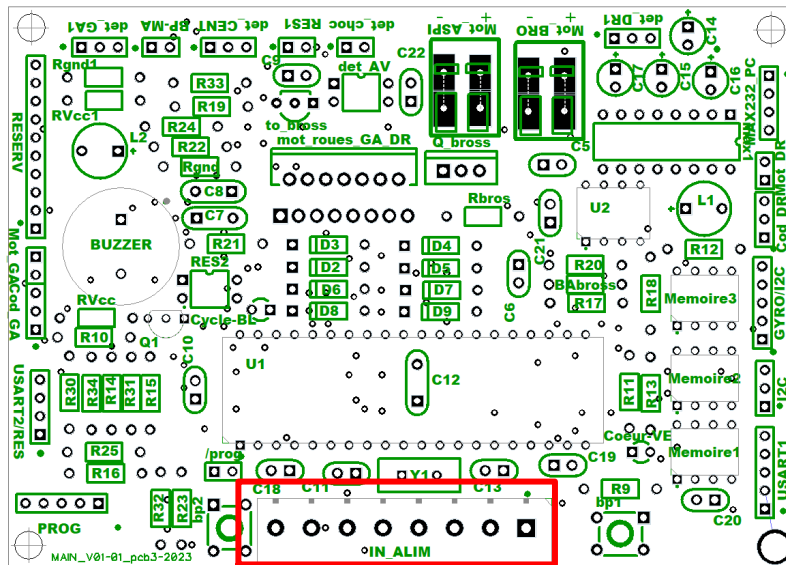 det_GA1
BP-MA
det_CENT
det_choc_RES1
Mot_ASPI
Mot_BRO
det_DR1
C14
- +
- +
Rgnd1
R33
C9
det_AV
C22
C17
C15
C16
MAX232_PC
RESERV
RVcc1
R19
R24
to_bross
L2
R22
mot_roues_GA_DR
Q_bross
C5
Rgnd
C8
Mot_DR
C7
Rbros
U2
L1
Cod_DR
BUZZER
R21
D3
D4
C21
R12
Mot_GA
RES2
D2
D5
R20
BAbross
D6
D7
R17
R18
Memoire3
GYRO/I2C
Cod_GA
RVcc
Cycle-BL
D8
D9
C6
R10
Q1
U1
C10
C12
USART2/RES
R30
R34
R14
R31
R15
R11
R13
Memoire2
I2C
R25
R16
/prog
Coeur-VE
Memoire1
C19
C18
C11
Y1
C13
R9
USART1
C20
PROG
R32
R23
bp2
bp1
IN_ALIM
MAIN_V01-01_pcb3-2023